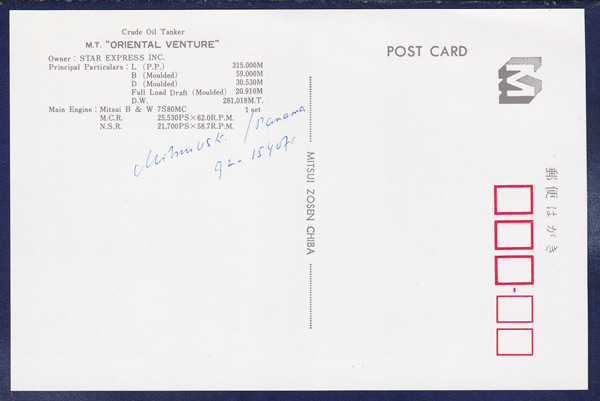 Crude Oil Tanker
M.T. "ORIENTAL VENTURE"
Owner : STAR EXPRESS INC.
Principal Particulars : L (P.P.) 315.000M
B (Moulded) 59.000M
D (Moulded) 30.530M
Full Load Draft (Moulded) 20.910M
D.W. 281,018M.T.
Main Engine : Mitsui B & W 7S80MC 1 set
M.C.R. 25,530PS×62.0R.P.M.
N.S.R. 21,700PS×58.7R.P.M.
/Panama
92-
POST CARD
MITSUI ZOSEN CHIBA
郵便はがき